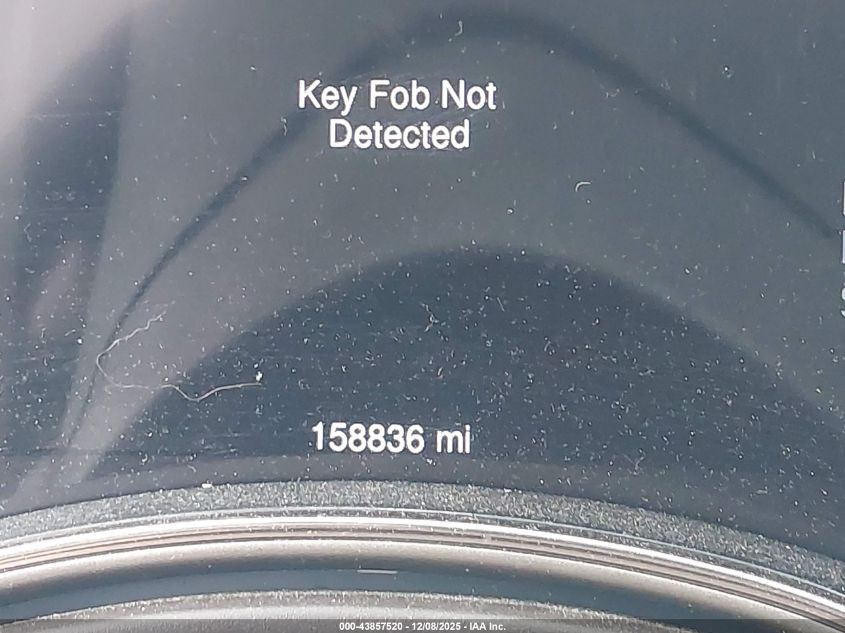 Key Fob Not
Detected
158836 mi
000-43857520 - 12/08/2025 - IAA Inc.